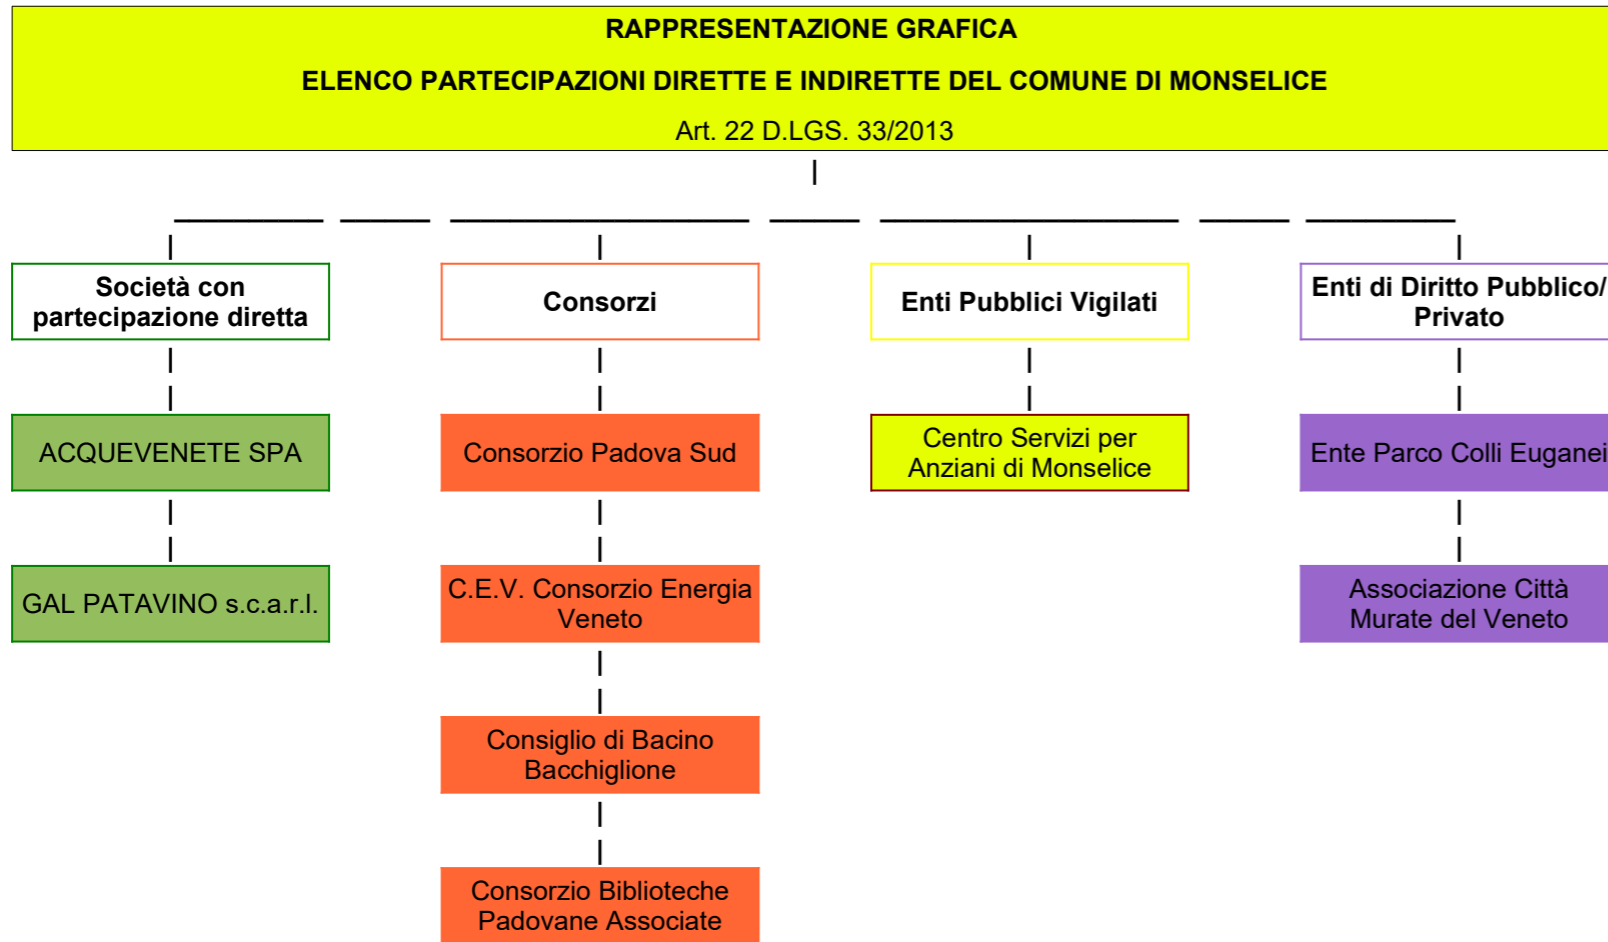 RAPPRESENTAZIONE GRAFICA
ELENCO PARTECIPAZIONI DIRETTE E INDIRETTE DEL COMUNE DI MONSELICE
Art. 22 D.LGS. 33/2013
Società con
partecipazione diretta
ACQUEVENETE SPA
GAL PATAVINO s.c.a.r.l.
Consorzi
Consorzio Padova Sud
C.E.V. Consorzio Energia
Veneto
Consiglio di Bacino
Bacchiglione
Consorzio Biblioteche
Padovane Associate
Enti Pubblici Vigilati
Centro Servizi per
Anziani di Monselice
Enti di Diritto Pubblico/
Privato
Ente Parco Colli Euganei
Associazione Città
Murate del Veneto